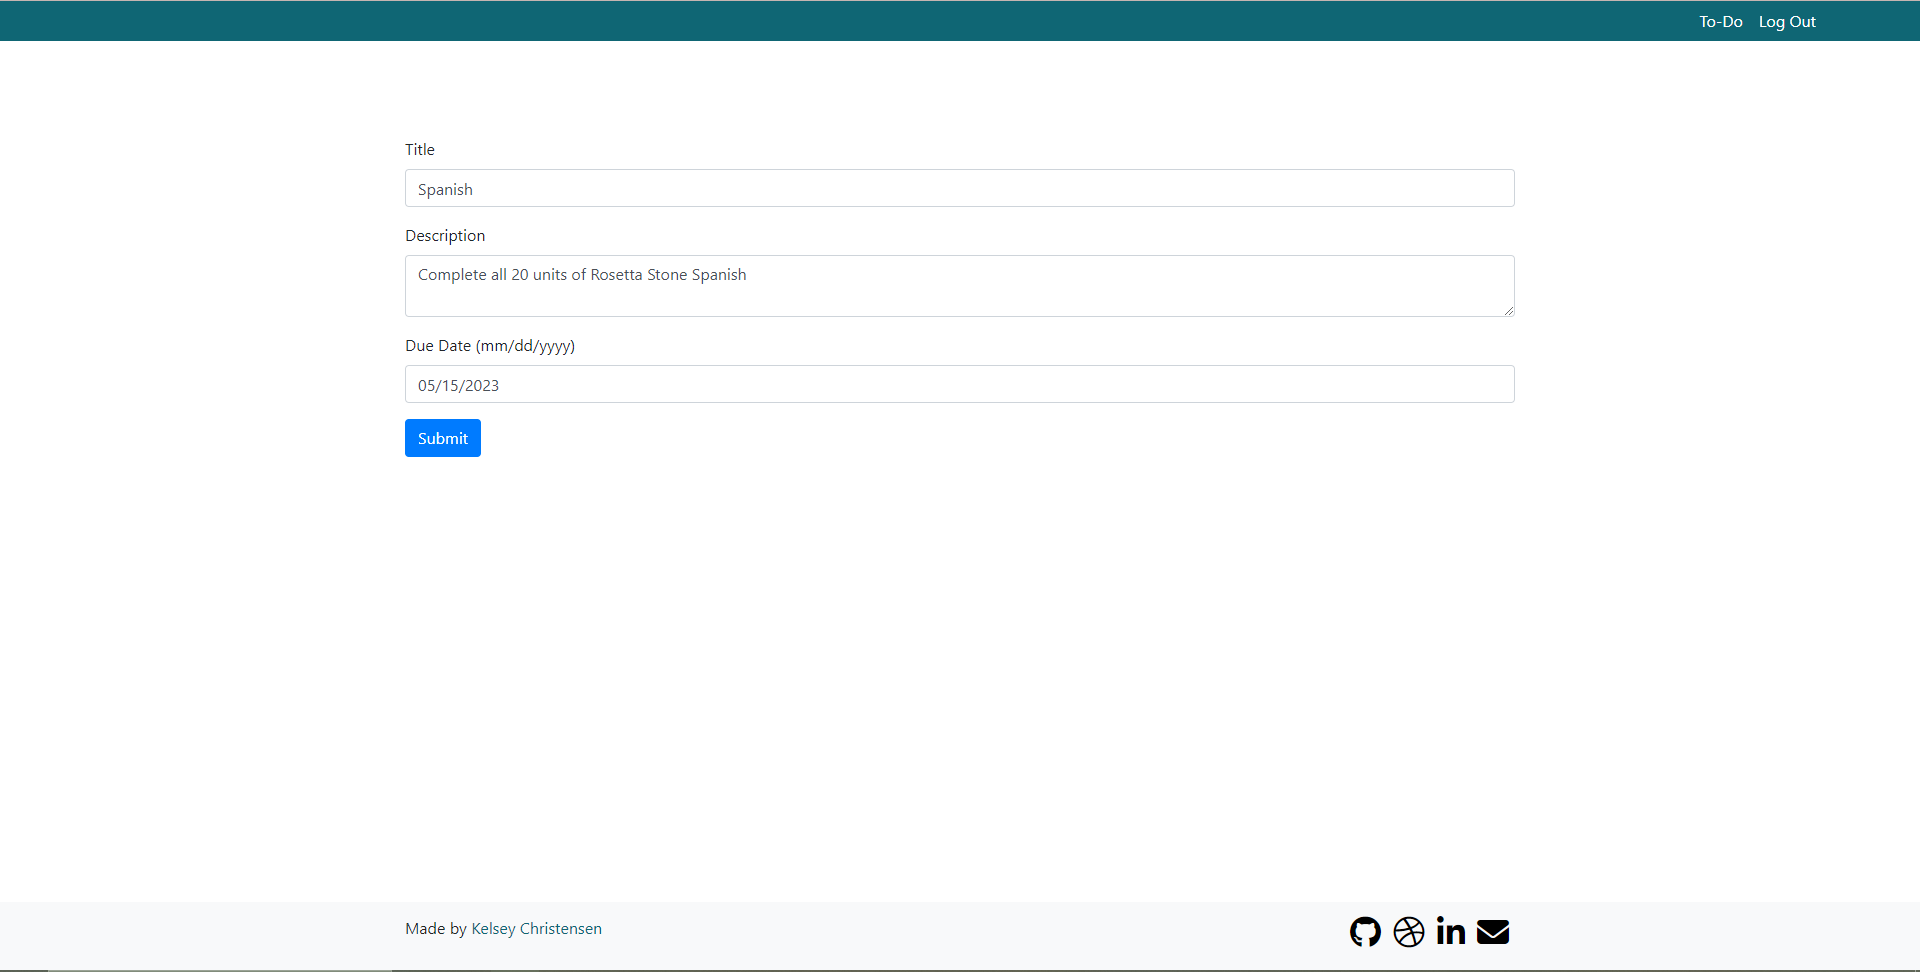 To-Do Log Out
Title
Spanish
Description
Complete all 20 units of Rosetta Stone Spanish
Due Date (mm/dd/yyyy)
05/15/2023
Submit
Made by Kelsey Christensen